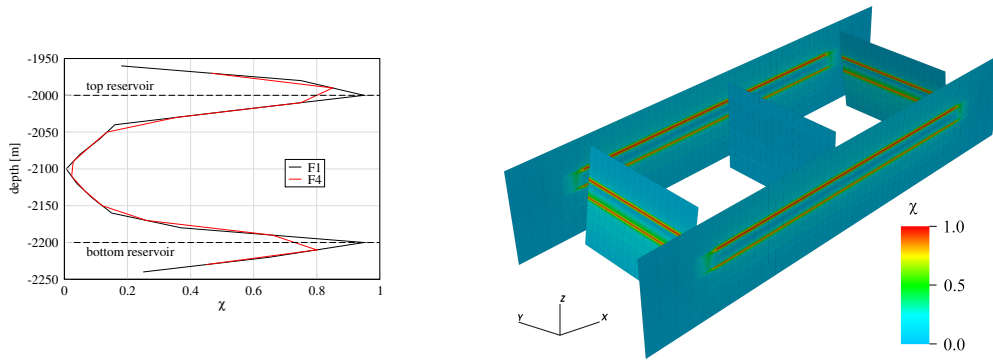 -1950
-2000
-2050
-2100
-2150
-2200
-2250
depth [m]
top reservoir
F1
F4
bottom reservoir
0
0.2
0.4
0.6
0.8
1
χ
Z
Y
X
χ
1.0
0.5
0.0